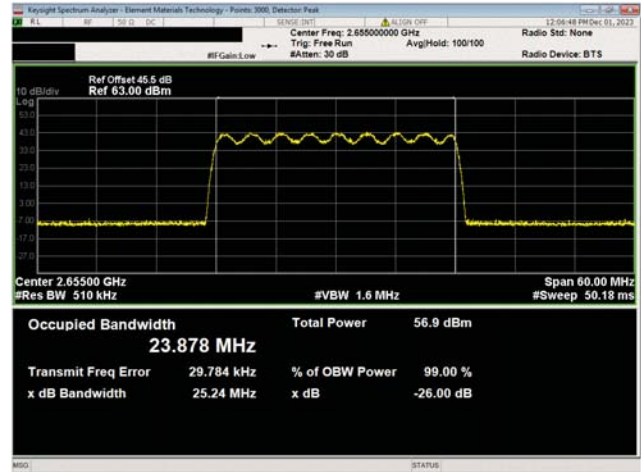 Keysight Spectrum Analyzer - Element Materials Technology - Points: 3000, Detector: Peak
RL RF 50 Ω DC SENSE:INT ALIGN OFF 12:06:48 PM Dec 01, 2023
Center Freq: 2.655000000 GHz Radio Std: None
Trig: Free Run Avg|Hold: 100/100
#IFGain:Low #Atten: 30 dB Radio Device: BTS
Ref Offset 45.5 dB
10 dB/div Ref 63.00 dBm
Log
53.0
43.0
33.0
23.0
13.0
3.00
-7.00
-17.0
-27.0
Center 2.65500 GHz Span 60.00 MHz
#Res BW 510 kHz #VBW 1.6 MHz #Sweep 50.18 ms
Occupied Bandwidth Total Power 56.9 dBm
23.878 MHz
Transmit Freq Error 29.784 kHz % of OBW Power 99.00 %
x dB Bandwidth 25.24 MHz x dB -26.00 dB
MSG STATUS